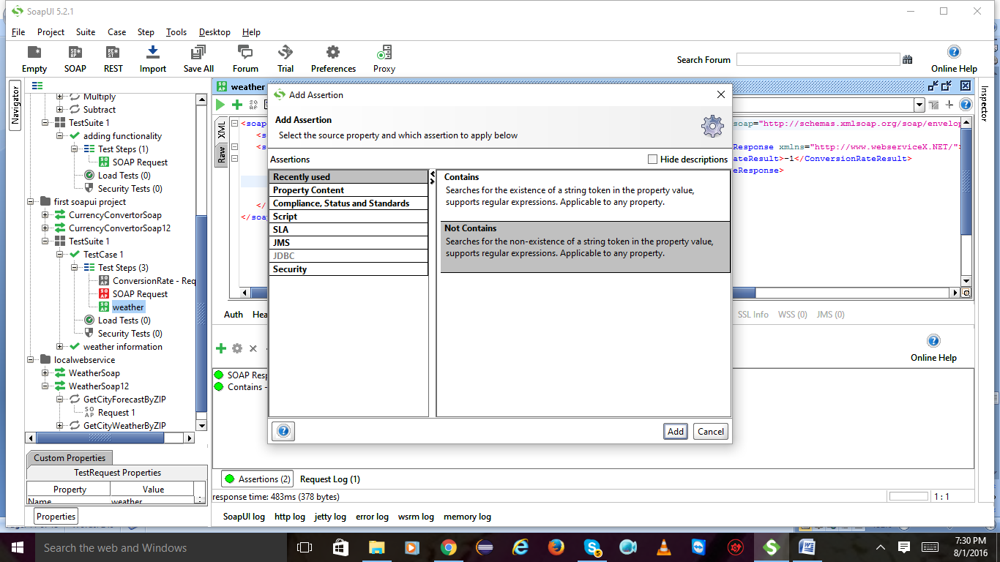 SoapUI 5.2.1
File Project Suite Case Step Tools Desktop Help
Empty SOAP REST Import Save All Forum Trial Preferences Proxy
Search Forum
Online Help
Navigator
Multiply
Subtract
TestSuite 1
adding functionality
Test Steps (1)
SOAP Request
Load Tests (0)
Security Tests (0)
first soapui project
CurrencyConvertorSoap
CurrencyConvertorSoap12
TestSuite 1
TestCase 1
Test Steps (3)
ConversionRate - Req
SOAP Request
weather
Load Tests (0)
Security Tests (0)
weather information
localwebservice
WeatherSoap
WeatherSoap12
GetCityForecastByZIP
Request 1
GetCityWeatherByZIP
Custom Properties
TestRequest Properties
Property Value
Name weather
Properties
weather
Inspector
XML
Raw
<soap
<s
<s
</
</soap
soap="http://schemas.xmlsoap.org/soap/envelop
Response xmlns="http://www.webserviceX.NET/">
ateResult>-1</ConversionRateResult>
eResponse>
Add Assertion
Add Assertion
Select the source property and which assertion to apply below
Assertions
Hide descriptions
Recently used
Property Content
Compliance, Status and Standards
Script
SLA
JMS
JDBC
Security
Contains
Searches for the existence of a string token in the property value,
supports regular expressions. Applicable to any property.
Not Contains
Searches for the non-existence of a string token in the property value,
supports regular expressions. Applicable to any property.
Add Cancel
Auth Hea
SSL Info WSS (0) JMS (0)
Online Help
SOAP Resp
Contains -
Assertions (2) Request Log (1)
response time: 483ms (378 bytes)
1 : 1
SoapUI log http log jetty log error log wsrm log memory log
Search the web and Windows
5
7:30 PM
8/1/2016